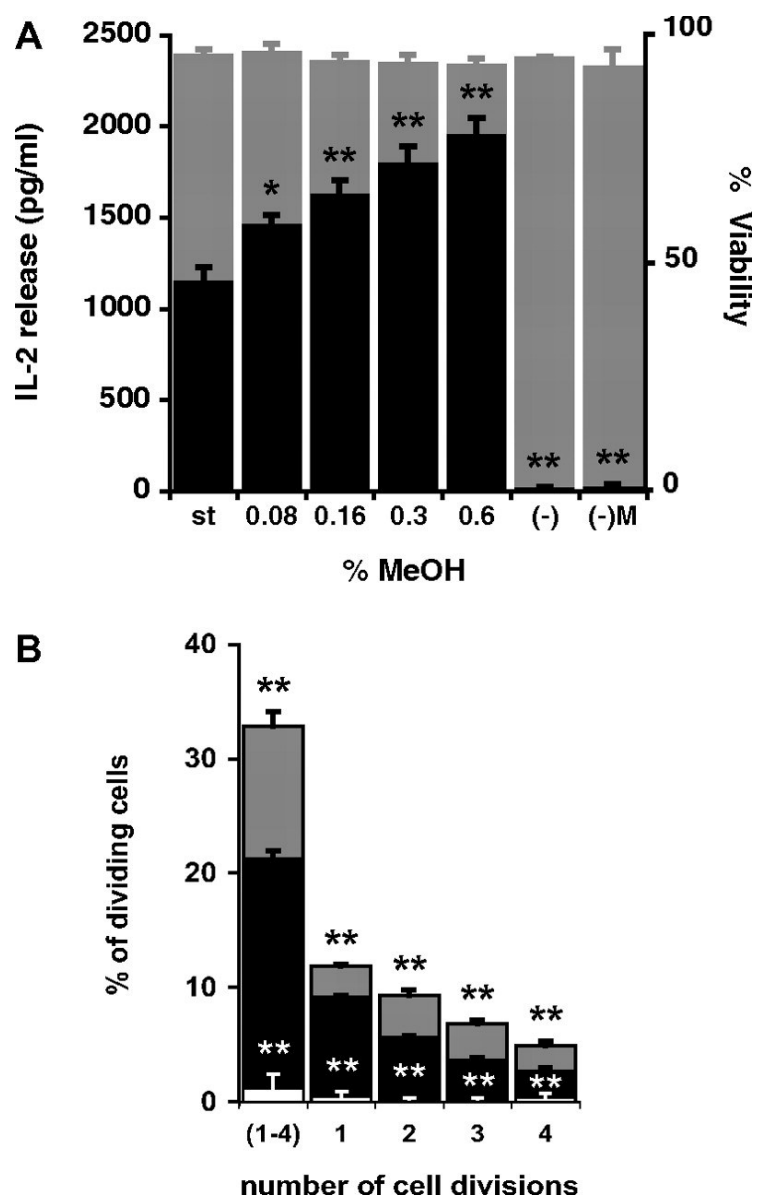 A
2500
2000
1500
1000
500
0
IL-2 release (pg/ml)
100
50
0
% Viability
* ** ** ** ** **
st 0.08 0.16 0.3 0.6 (-) (-)M
% MeOH
B
40
30
20
10
0
% of dividing cells
** ** ** ** **
** ** ** ** **
(1-4) 1 2 3 4
number of cell divisions